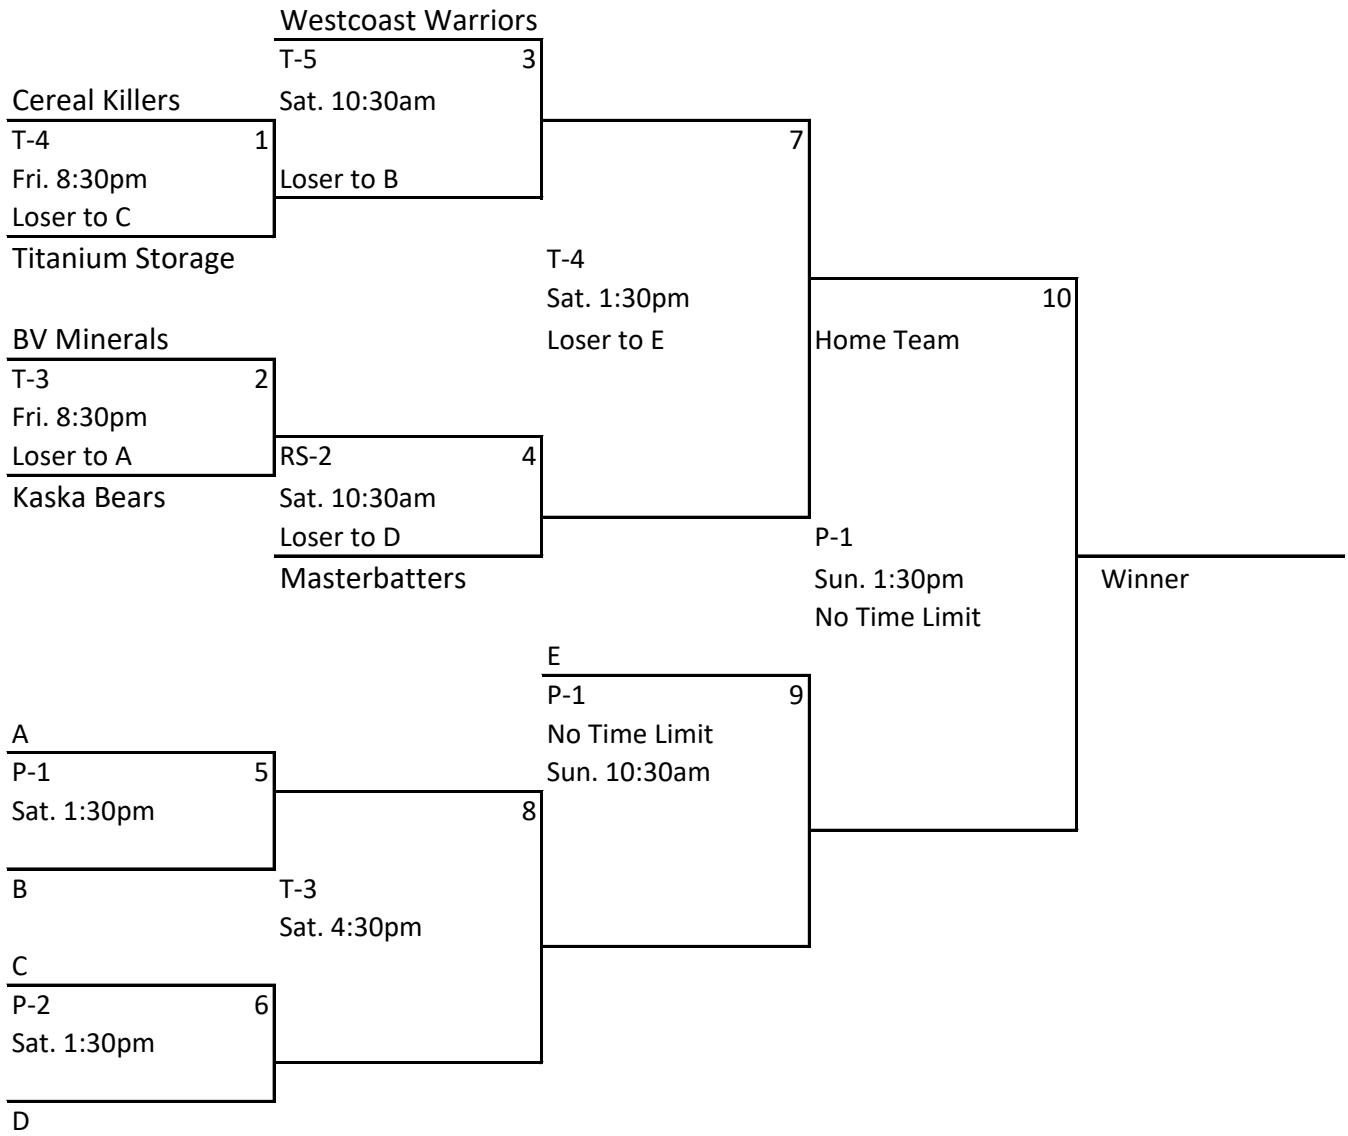 Westcoast Warriors
T-5 3
Sat. 10:30am
Loser to B
Cereal Killers
T-4 1
Fri. 8:30pm
Loser to C
Titanium Storage
7
T-4
Sat. 1:30pm
Loser to E
BV Minerals
T-3 2
Fri. 8:30pm
Loser to A
Kaska Bears
RS-2 4
Sat. 10:30am
Loser to D
Masterbatters
10
Home Team
P-1
Sun. 1:30pm
No Time Limit
Winner
E
P-1 9
No Time Limit
Sun. 10:30am
A
P-1 5
Sat. 1:30pm
B
8
T-3
Sat. 4:30pm
C
P-2 6
Sat. 1:30pm
D